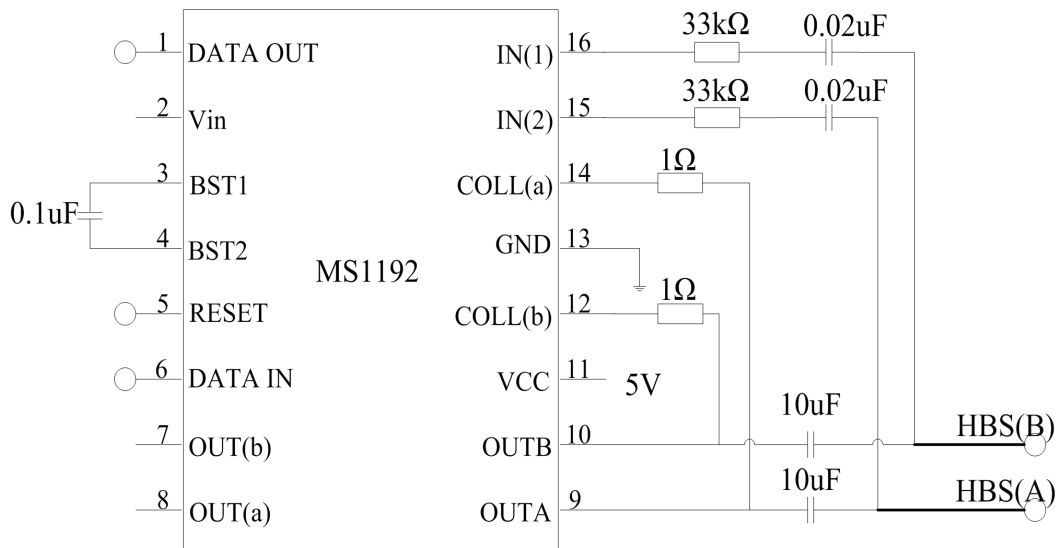 33kΩ 0.02uF
1 DATA OUT IN(1) 16
33kΩ 0.02uF
2 Vin IN(2) 15
1Ω
3 BST1 COLL(a) 14
0.1uF
4 BST2 GND 13
MS1192
1Ω
5 RESET COLL(b) 12
6 DATA IN VCC 11 5V
10uF HBS(B)
7 OUT(b) OUTB 10
10uF HBS(A)
8 OUT(a) OUTA 9